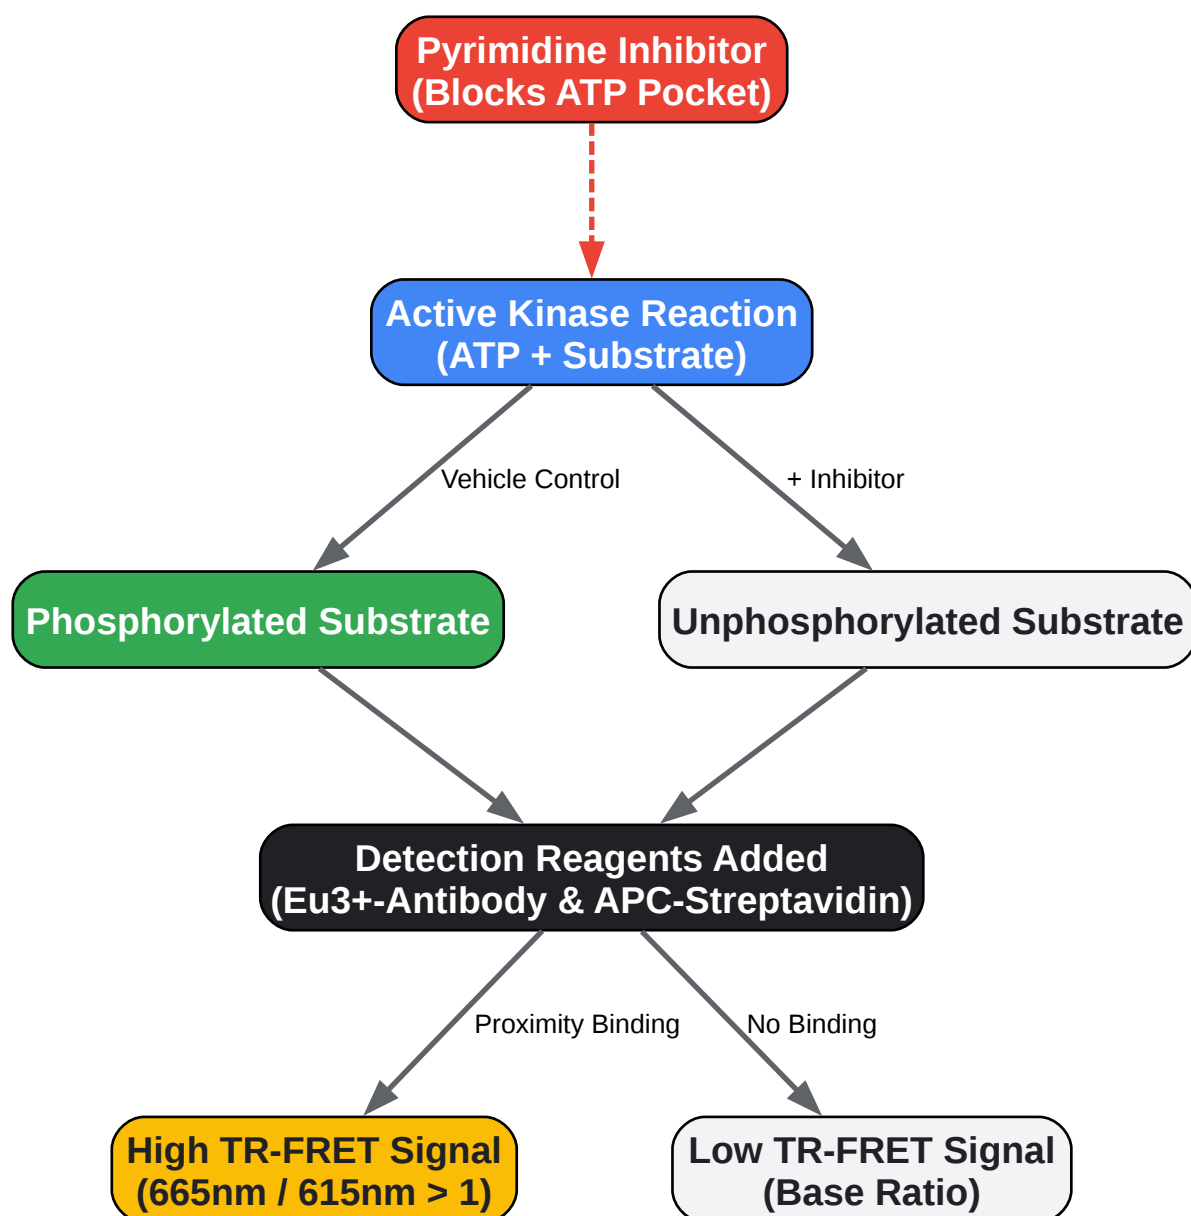 Pyrimidine Inhibitor
(Blocks ATP Pocket)
Active Kinase Reaction
(ATP + Substrate)
Vehicle Control
+ Inhibitor
Phosphorylated Substrate
Unphosphorylated Substrate
Detection Reagents Added
(Eu3+-Antibody & APC-Streptavidin)
Proximity Binding
No Binding
High TR-FRET Signal
(665nm / 615nm > 1)
Low TR-FRET Signal
(Base Ratio)